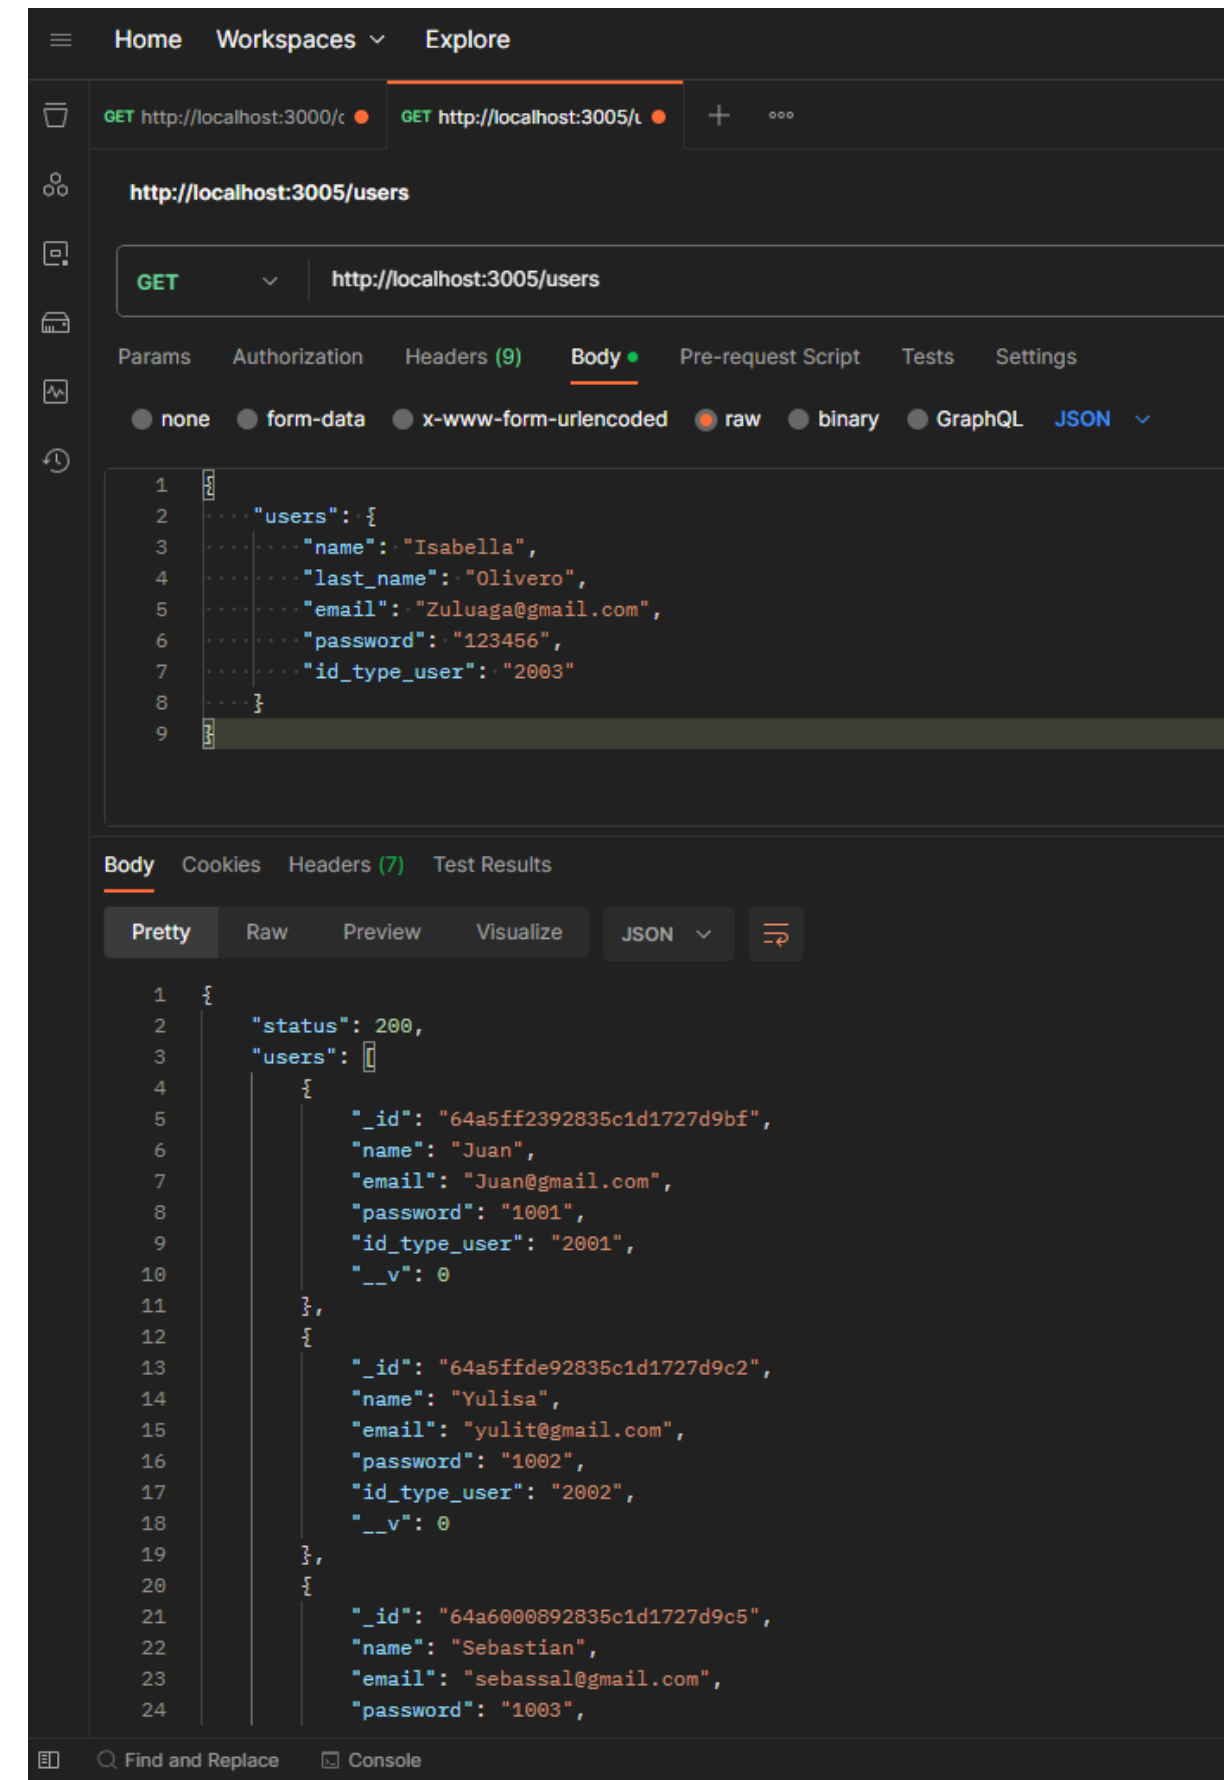 Home Workspaces Explore
GET http://localhost:3000/c GET http://localhost:3005/u
http://localhost:3005/users
GET http://localhost:3005/users
Params Authorization Headers (9) Body Pre-request Script Tests Settings
none form-data x-www-form-urlencoded raw binary GraphQL JSON
1 {
2 "users": {
3 "name": "Isabella",
4 "last_name": "Olivero",
5 "email": "Zuluaga@gmail.com",
6 "password": "123456",
7 "id_type_user": "2003"
8 }
9 }
Body Cookies Headers (7) Test Results
Pretty Raw Preview Visualize JSON
1 {
2 "status": 200,
3 "users": [
4 {
5 "_id": "64a5ff2392835c1d1727d9bf",
6 "name": "Juan",
7 "email": "Juan@gmail.com",
8 "password": "1001",
9 "id_type_user": "2001",
10 "__v": 0
11 },
12 {
13 "_id": "64a5ffde92835c1d1727d9c2",
14 "name": "Yulisa",
15 "email": "yulit@gmail.com",
16 "password": "1002",
17 "id_type_user": "2002",
18 "__v": 0
19 },
20 {
21 "_id": "64a6000892835c1d1727d9c5",
22 "name": "Sebastian",
23 "email": "sebassal@gmail.com",
24 "password": "1003",
Find and Replace Console